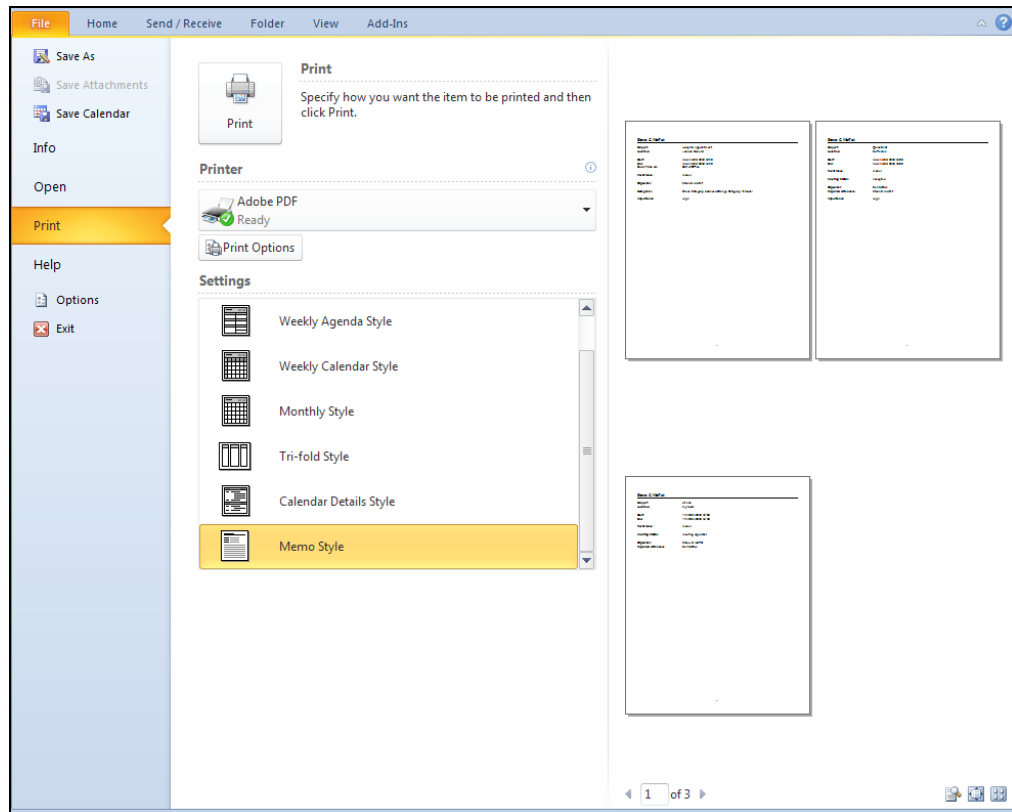 File Home Send / Receive Folder View Add-Ins
Save As
Save Attachments
Save Calendar
Info
Open
Print
Help
Options
Exit
Print
Print
Specify how you want the item to be printed and then
click Print.
Printer
Adobe PDF
Ready
Print Options
Settings
Weekly Agenda Style
Weekly Calendar Style
Monthly Style
Tri-fold Style
Calendar Details Style
Memo Style
1 of 3